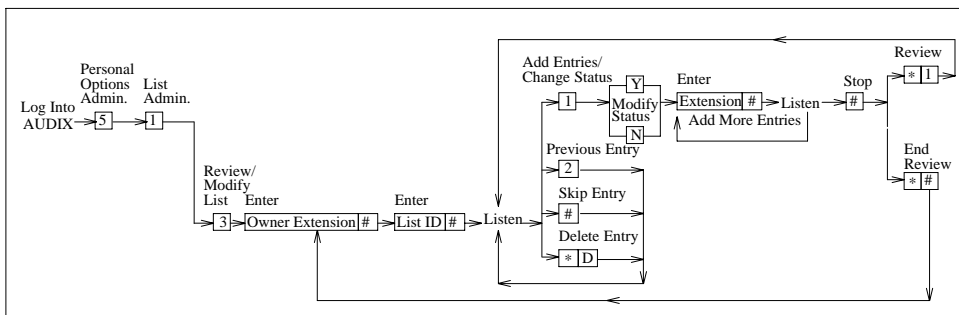 Log Into
AUDIX
Personal
Options
Admin.
5
List
Admin.
1
Review/
Modify
List
3
Enter
Owner Extension #
Enter
List ID #
Listen
Add Entries/
Change Status
1
Y
Modify
Status
N
Enter
Extension #
Add More Entries
Listen
Stop
#
Review
* 1
End
Review
* #
Previous Entry
2
Skip Entry
#
Delete Entry
* D